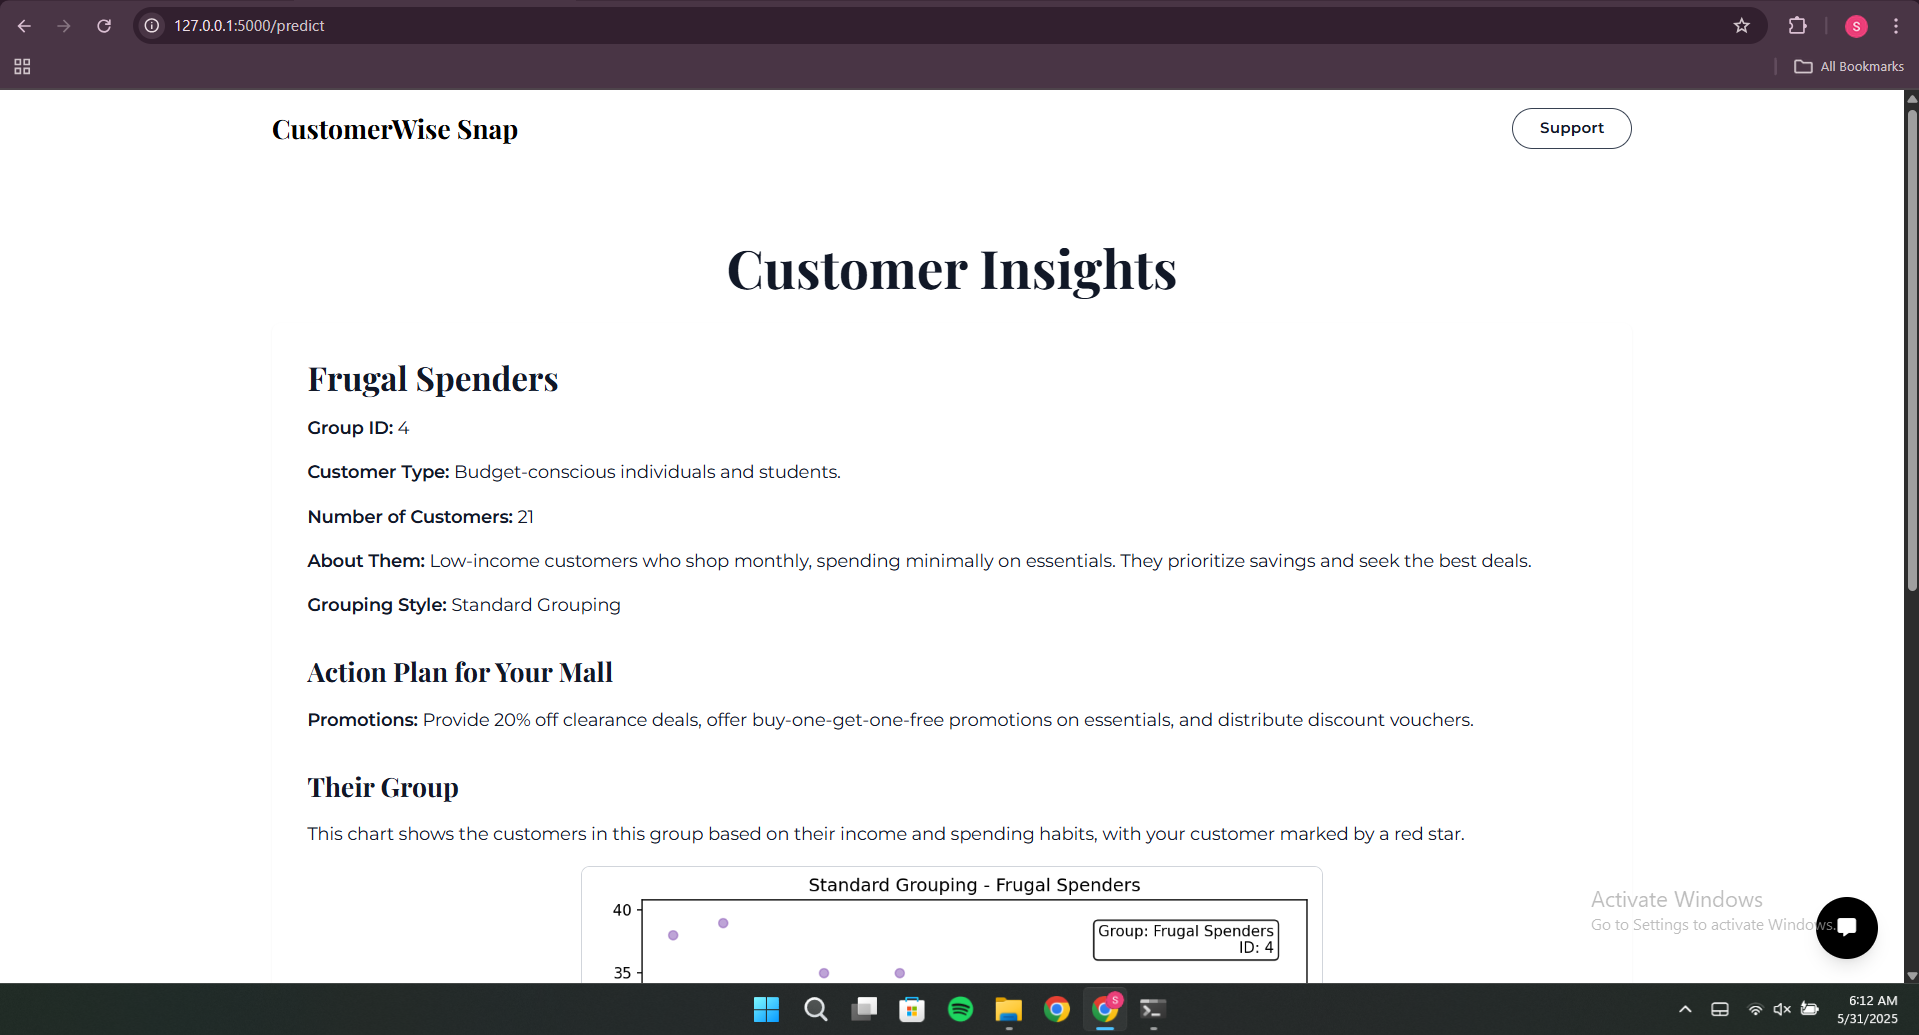 127.0.0.1:5000/predict
S
All Bookmarks
CustomerWise Snap
Support
Customer Insights
Frugal Spenders
Group ID: 4
Customer Type: Budget-conscious individuals and students.
Number of Customers: 21
About Them: Low-income customers who shop monthly, spending minimally on essentials. They prioritize savings and seek the best deals.
Grouping Style: Standard Grouping
Action Plan for Your Mall
Promotions: Provide 20% off clearance deals, offer buy-one-get-one-free promotions on essentials, and distribute discount vouchers.
Their Group
This chart shows the customers in this group based on their income and spending habits, with your customer marked by a red star.
Standard Grouping - Frugal Spenders
40
Group: Frugal Spenders
ID: 4
35
Activate Windows
Go to Settings to activate Windows.
S
6:12 AM
5/31/2025